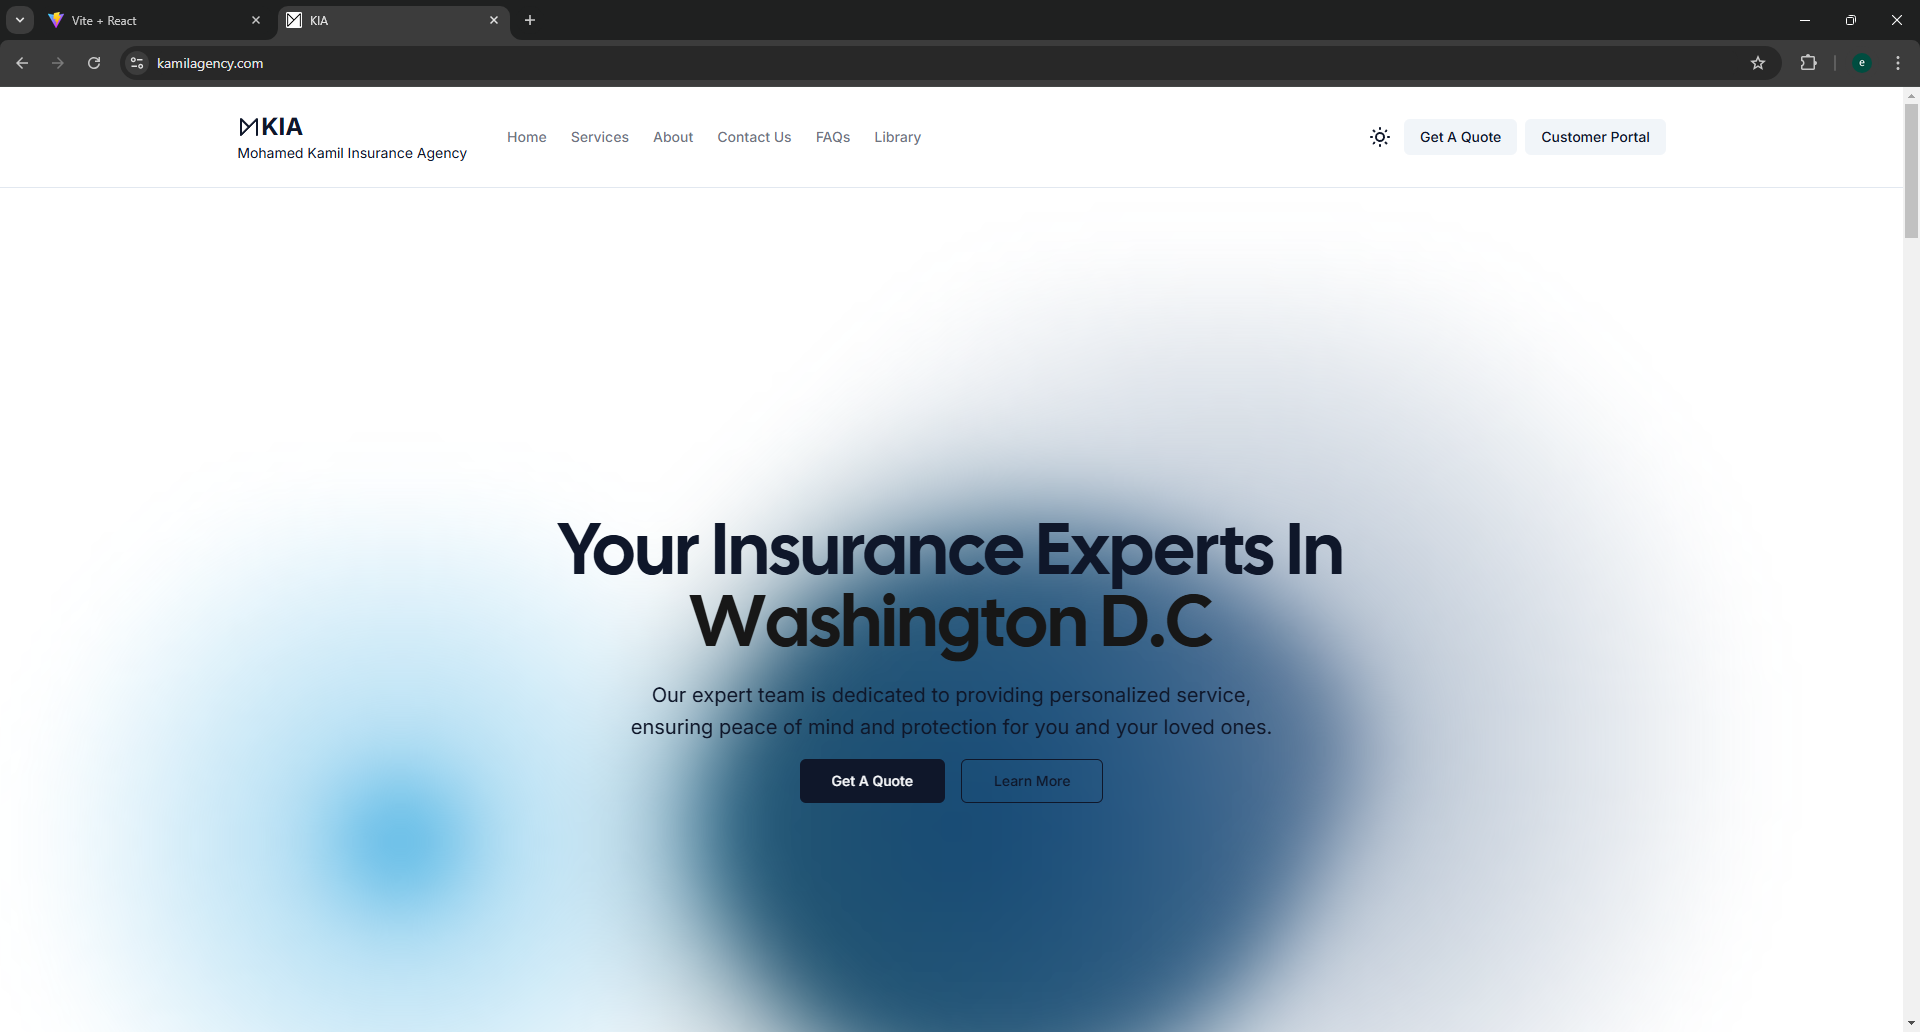 Vite + React
KIA
kamilagency.com
e
KIA
Mohamed Kamil Insurance Agency
Home
Services
About
Contact Us
FAQs
Library
Get A Quote
Customer Portal
Your Insurance Experts In
Washington D.C
Our expert team is dedicated to providing personalized service,
ensuring peace of mind and protection for you and your loved ones.
Get A Quote
Learn More